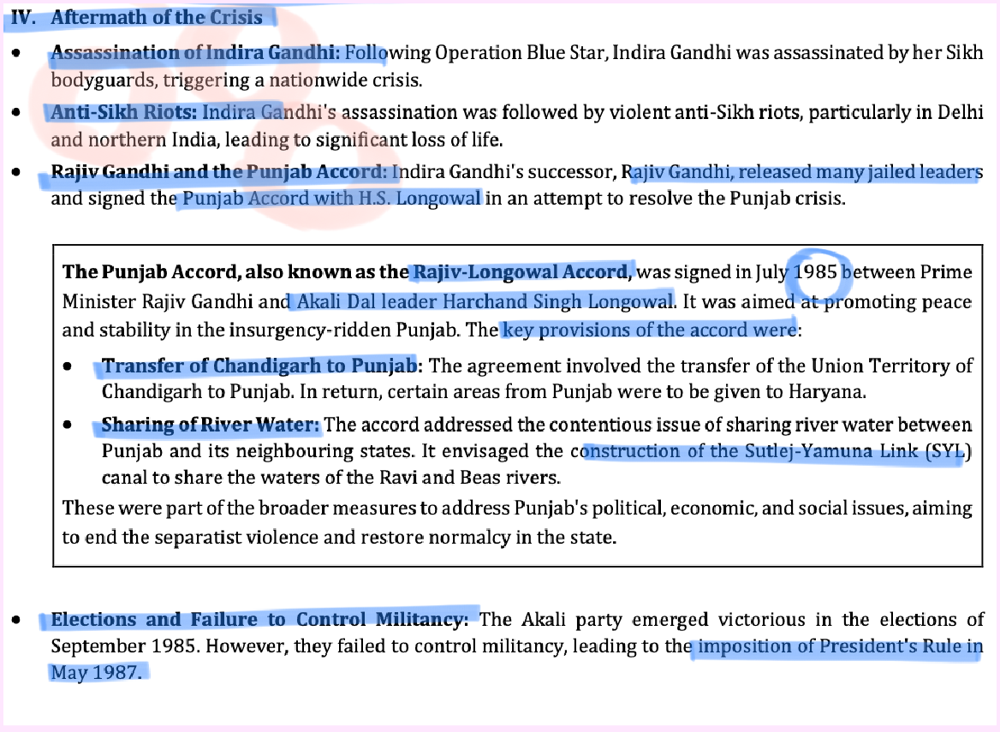 IV. Aftermath of the Crisis
• Assassination of Indira Gandhi: Following Operation Blue Star, Indira Gandhi was assassinated by her Sikh
bodyguards, triggering a nationwide crisis.
• Anti-Sikh Riots: Indira Gandhi's assassination was followed by violent anti-Sikh riots, particularly in Delhi
and northern India, leading to significant loss of life.
• Rajiv Gandhi and the Punjab Accord: Indira Gandhi's successor, Rajiv Gandhi, released many jailed leaders
and signed the Punjab Accord with H.S. Longowal in an attempt to resolve the Punjab crisis.
The Punjab Accord, also known as the Rajiv-Longowal Accord, was signed in July 1985 between Prime
Minister Rajiv Gandhi and Akali Dal leader Harchand Singh Longowal. It was aimed at promoting peace
and stability in the insurgency-ridden Punjab. The key provisions of the accord were:
• Transfer of Chandigarh to Punjab: The agreement involved the transfer of the Union Territory of
Chandigarh to Punjab. In return, certain areas from Punjab were to be given to Haryana.
• Sharing of River Water: The accord addressed the contentious issue of sharing river water between
Punjab and its neighbouring states. It envisaged the construction of the Sutlej-Yamuna Link (SYL)
canal to share the waters of the Ravi and Beas rivers.
These were part of the broader measures to address Punjab's political, economic, and social issues, aiming
to end the separatist violence and restore normalcy in the state.
• Elections and Failure to Control Militancy: The Akali party emerged victorious in the elections of
September 1985. However, they failed to control militancy, leading to the imposition of President's Rule in
May 1987.